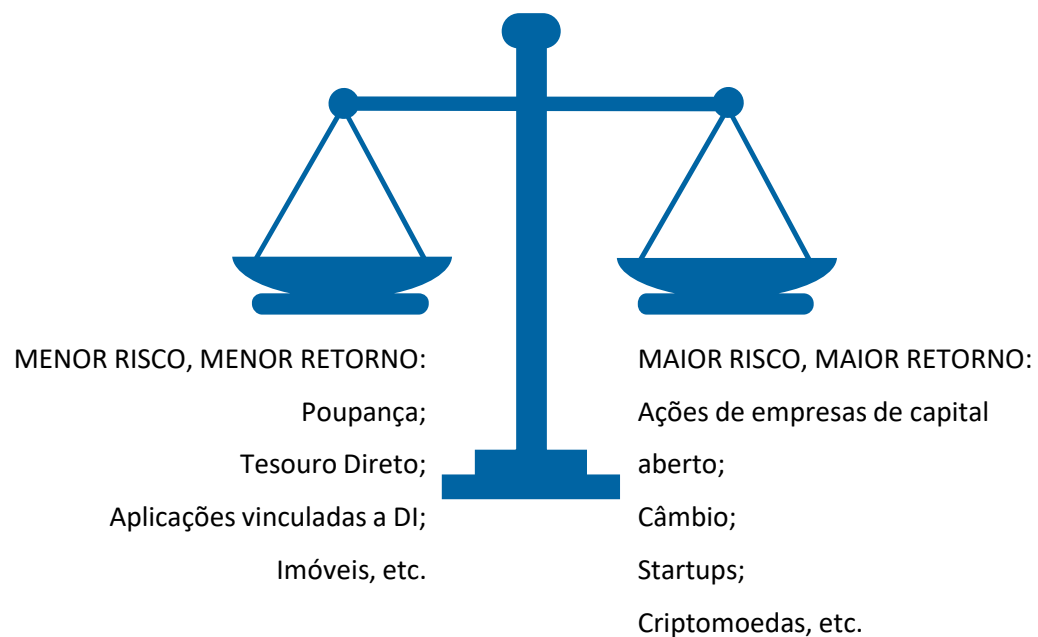 MENOR RISCO, MENOR RETORNO:
Poupança;
Tesouro Direto;
Aplicações vinculadas a DI;
Imóveis, etc.
MAIOR RISCO, MAIOR RETORNO:
Ações de empresas de capital
aberto;
Câmbio;
Startups;
Criptomoedas, etc.